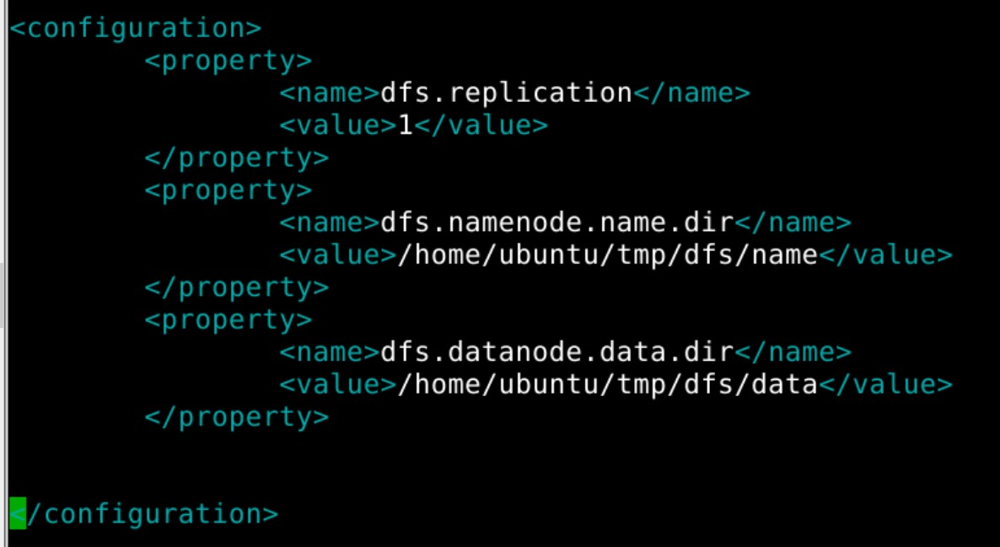 <configuration>
        <property>
                <name>dfs.replication</name>
                <value>1</value>
        </property>
        <property>
                <name>dfs.namenode.name.dir</name>
                <value>/home/ubuntu/tmp/dfs/name</value>
        </property>
        <property>
                <name>dfs.datanode.data.dir</name>
                <value>/home/ubuntu/tmp/dfs/data</value>
        </property>
</configuration>